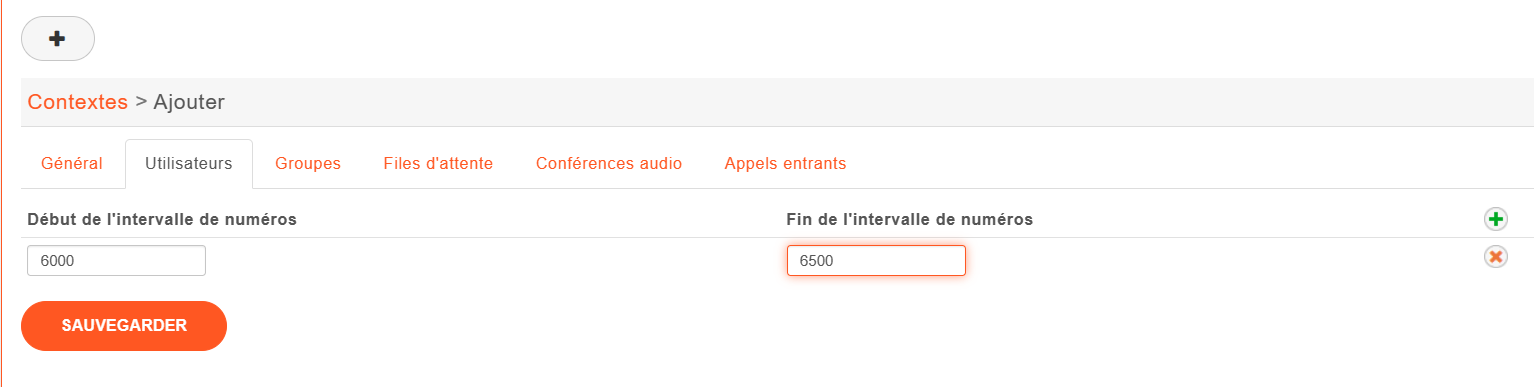 Contextes > Ajouter
Général Utilisateurs Groupes Files d'attente Conférences audio Appels entrants
Début de l'intervalle de numéros Fin de l'intervalle de numéros
6000 6500
SAUVEGARDER